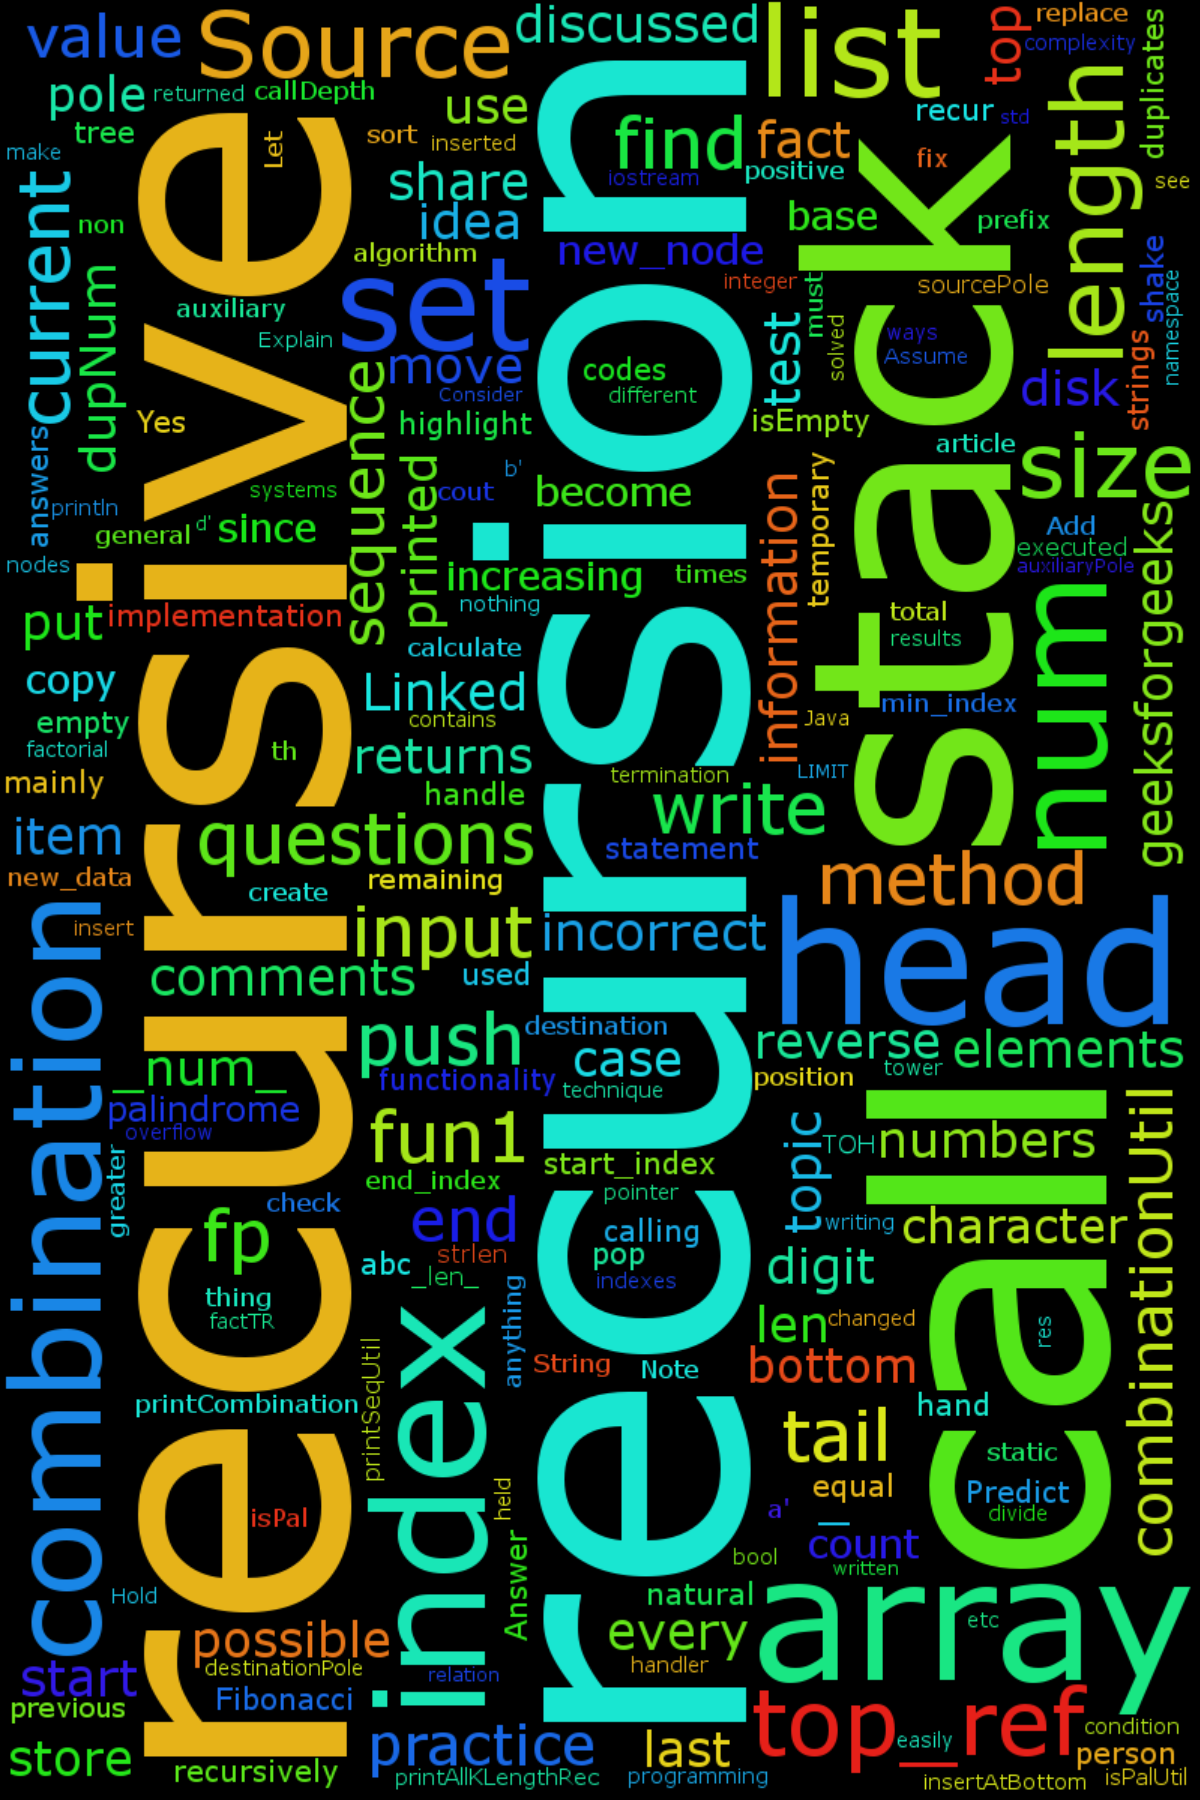 value
Source
discussed
list
top
replace
complexity
duplicates
pole
returned
callDepth
use
tree
Let
sort
inserted
find
fact
recur
std
length
make
share
iostream
positive
fix
see
current
non
idea
base
prefix
algorithm
new_node
shake
dupNum
auxiliary
set
integer
must
sourcePole
namespace
Explain
move
test
solved
ways
Assume
strings
disk
Consider
codes
different
Yes
sequence
highlight
isEmpty
article
size
answers
systems
printed
b'
cout
become
information
temporary
println
general
d'
since
Add
executed
auxiliaryPole
geeksforgeeks
nodes
increasing
times
nothing
put
implementation
total
results
num
calculate
copy
Linked
contains
min_index
Java
empty
factorial
th
returns
termination
LIMIT
stack
mainly
handle
write
item
questions
statement
new_data
create
remaining
method
insert
input
incorrect
head
combination
comments
used
push
destination
case
reverse
elements
_num_
functionality
technique
position
tower
palindrome
overflow
fun1
topic
TOH
numbers
combinationUtil
greater
end_index
start_index
check
pointer
writing
character
fp
end
calling
abc
strlen
pop
_len_
indexes
digit
thing
factTR
anything
len
changed
res
String
Note
bottom
printSeqUtil
index
printCombination
hand
call
tail
static
held
equal
Predict
isPal
a'
_
divide
Answer
count
bool
written
Hold
natural
array
etc
possible
every
destinationPole
handler
start
relation
previous
Fibonacci
recursive
recursion
top_ref
easily
condition
store
recursively
practice
last
person
printAllKLengthRec
programming
insertAtBottom
isPalUtil